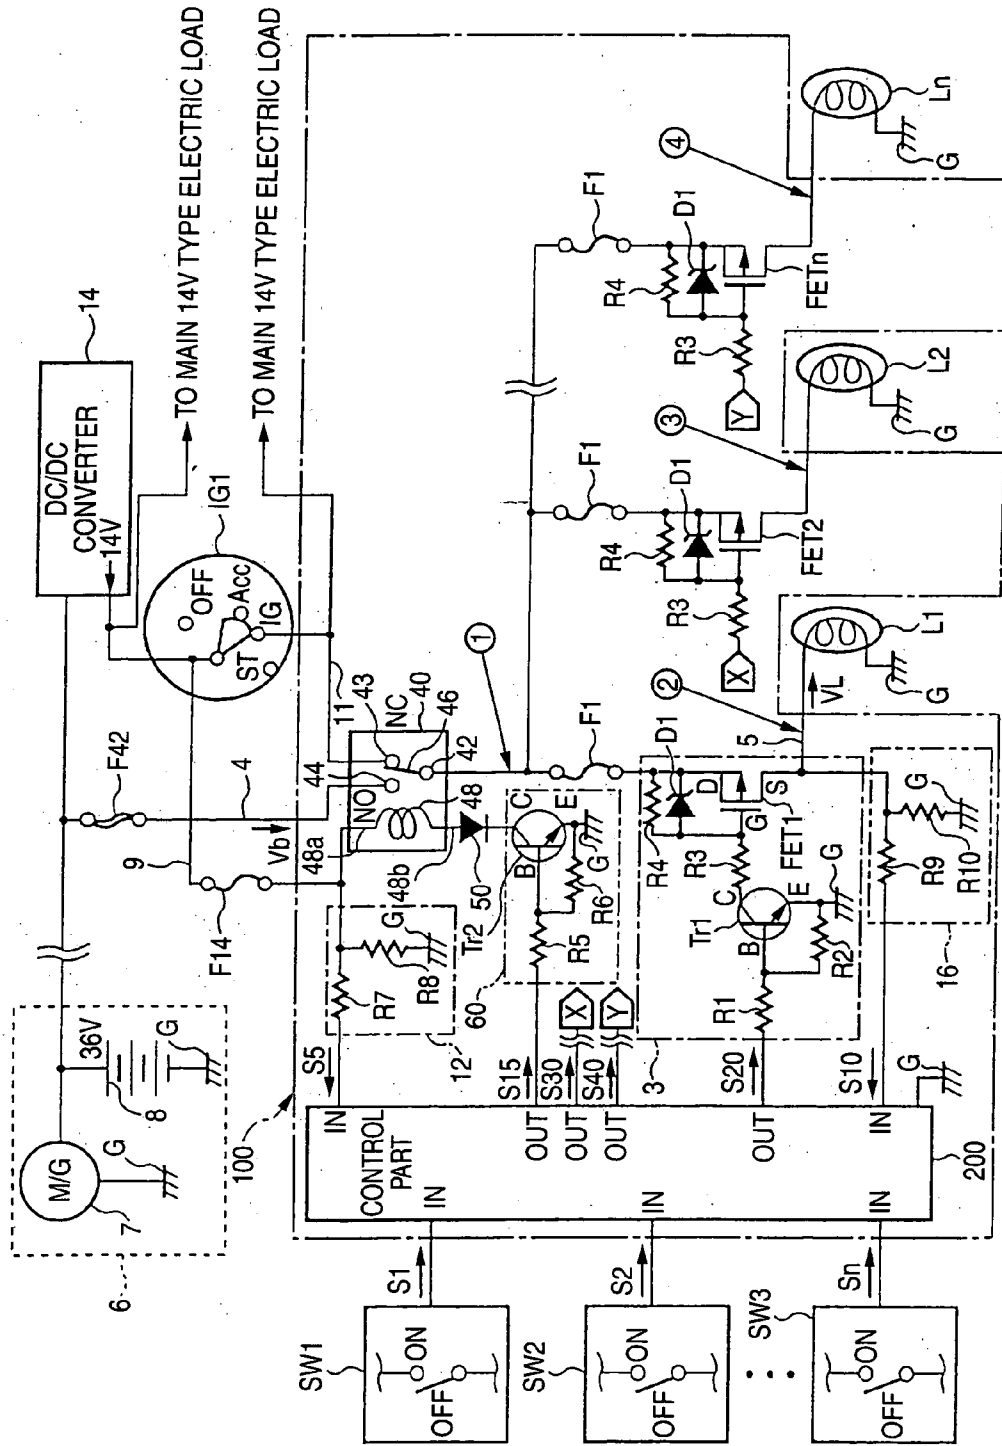 M/G
7
6
G
36V
8
G
9
F42
4
DC/DC
CONVERTER
14V
14
TO MAIN 14V TYPE ELECTRIC LOAD
TO MAIN 14V TYPE ELECTRIC LOAD
IG1
OFF
Acc
IG
ST
F14
Vb
11
43
NC
40
46
42
44
NO
48
48a
48b
50
100
S5
R7
R8
G
12
Tr2
60
C
B
E
G
R5
R6
1
F1
F1
F1
S15
S30
S40
X
Y
3
S20
R1
R2
Tr1
C
B
E
G
R3
R4
D1
D
G
S
FET1
R4
D1
R3
X
FET2
R4
D1
R3
Y
FETn
2
5
VL
L1
G
3
L2
G
4
Ln
G
S10
R9
R10
G
16
G
CONTROL
PART
IN
OUT
OUT
OUT
OUT
IN
IN
IN
IN
200
S1
S2
Sn
SW1
ON
OFF
SW2
ON
OFF
SW3
ON
OFF